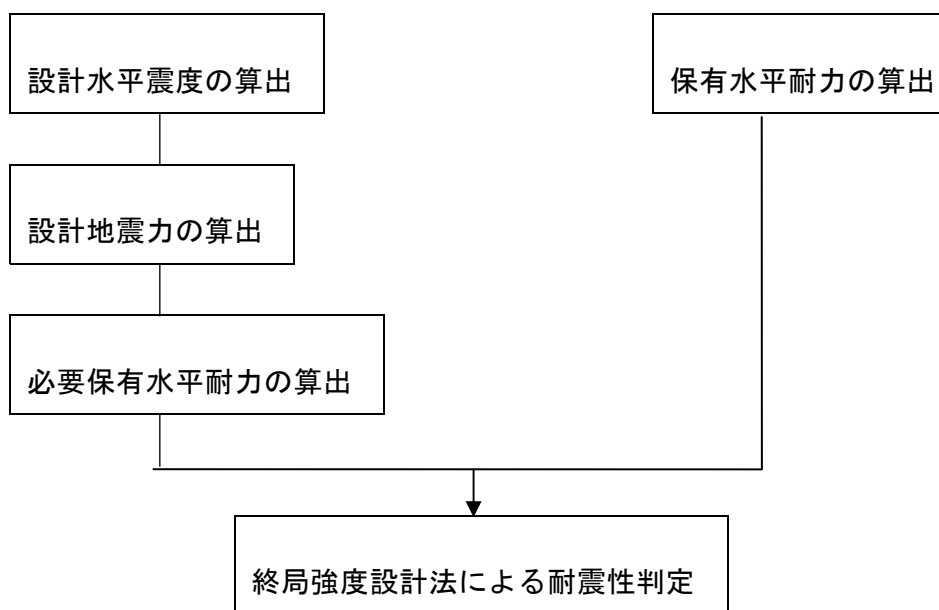 設計水平震度の算出
保有水平耐力の算出
設計地震力の算出
必要保有水平耐力の算出
終局強度設計法による耐震性判定